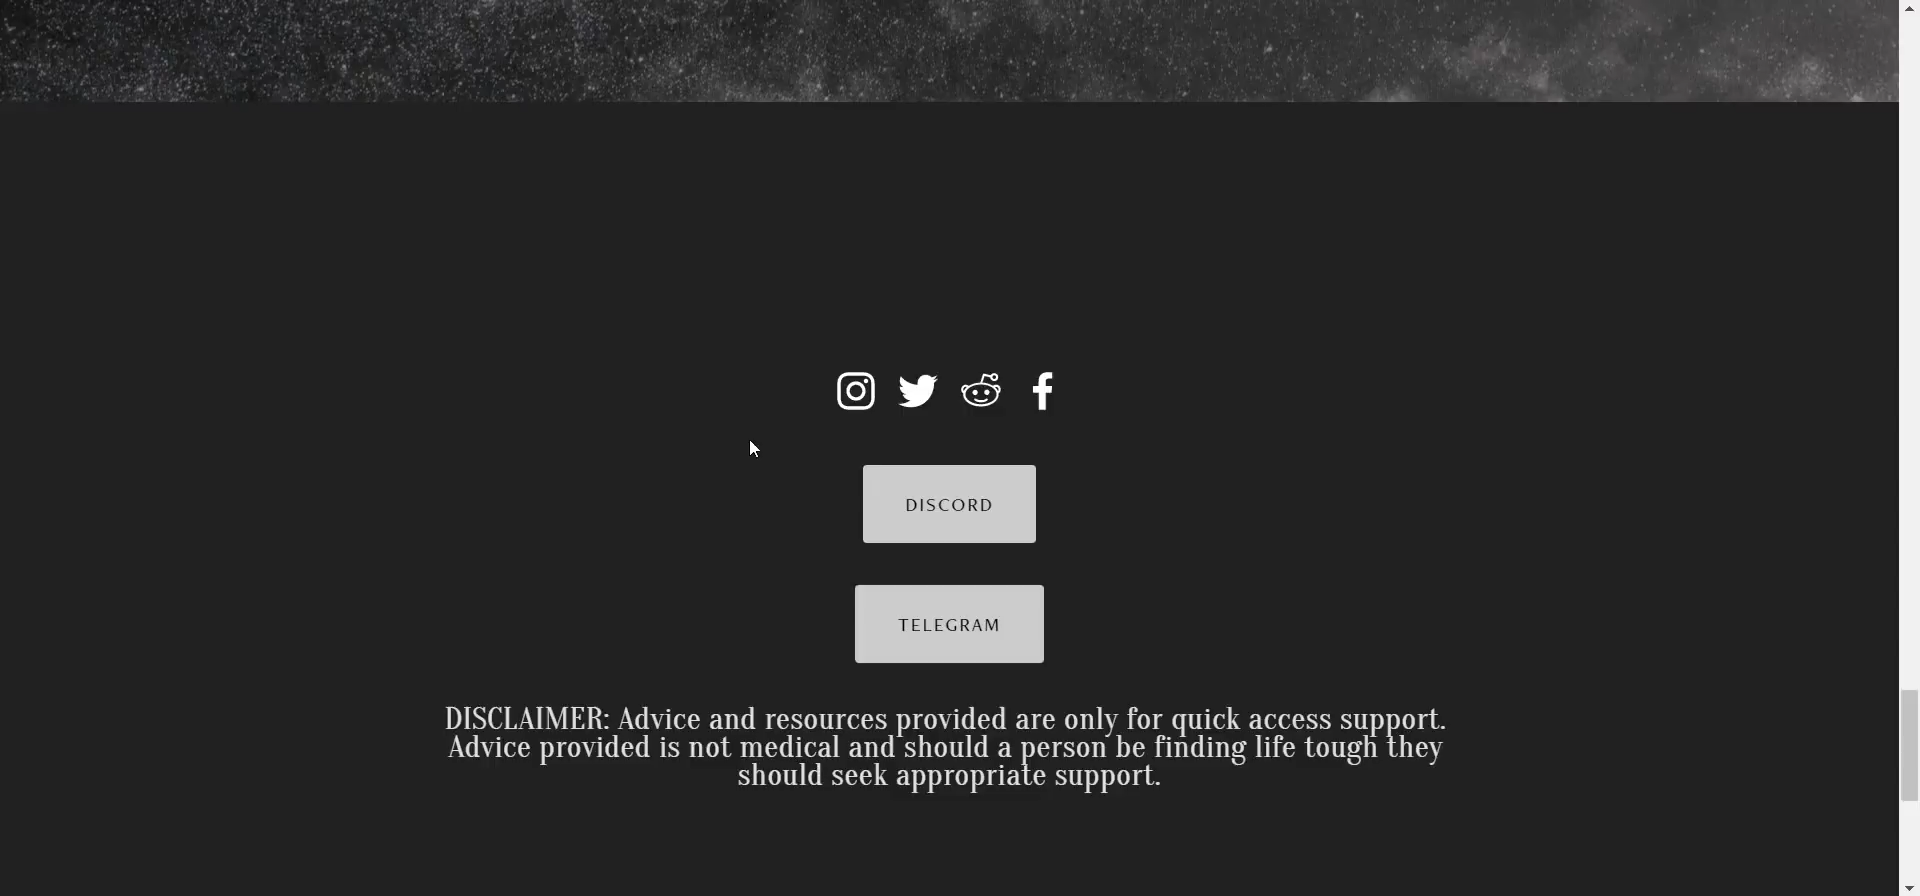 DISCORD
TELEGRAM
DISCLAIMER: Advice and resources provided are only for quick access support.
Advice provided is not medical and should a person be finding life tough they
should seek appropriate support.